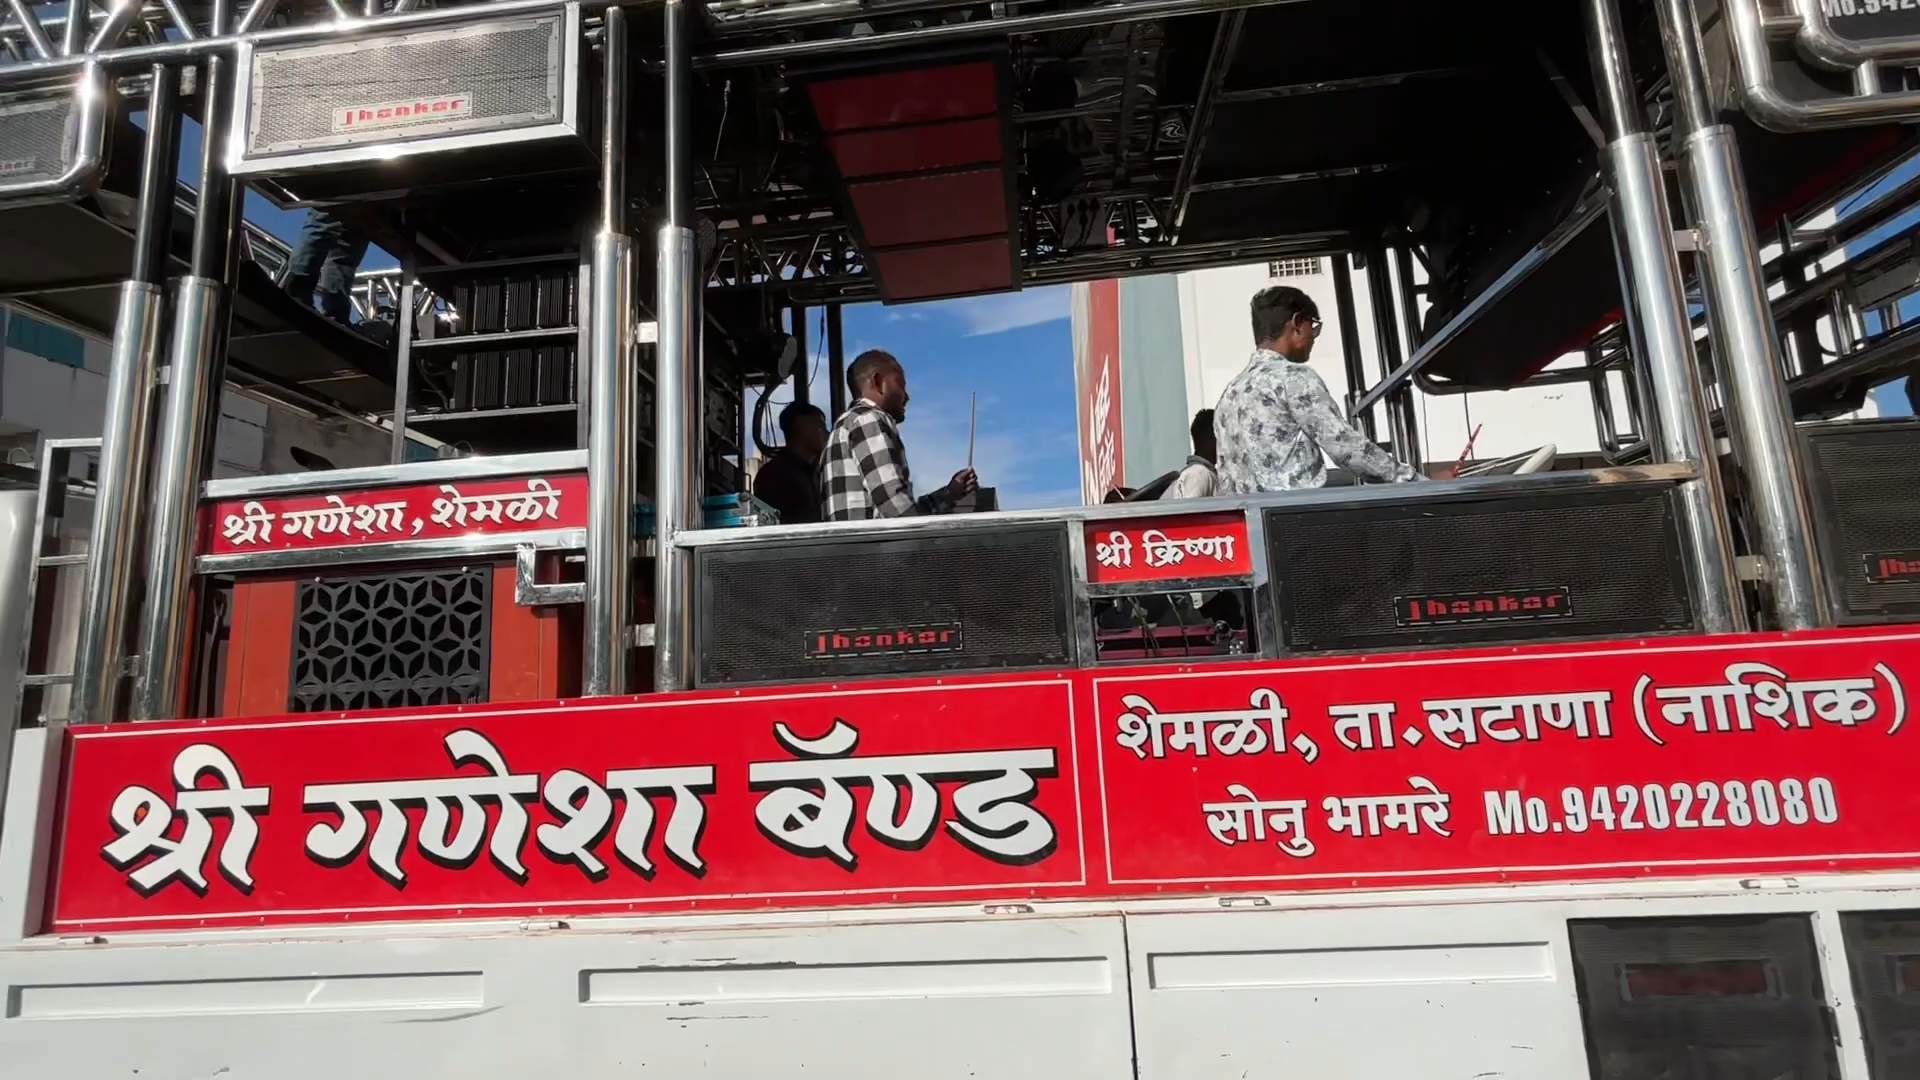 Jhankar
श्री गणेशा, शेमळी
श्री क्रिष्णा
Jhankar
Jhankar
श्री गणेशा बॅण्ड
शेमळी, ता.सटाणा (नाशिक)
सोनु भामरे Mo.9420228080